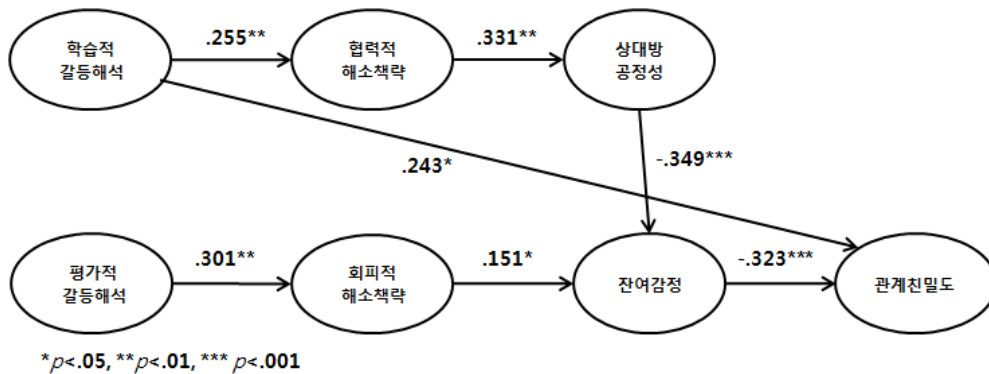 .255**
.331**
학습적
갈등해석
협력적
해소책략
상대방
공정성
.243*
-.349***
.301**
.151*
-.323***
평가적
갈등해석
회피적
해소책략
잔여감정
관계친밀도
*p<.05, **p<.01, *** p<.001